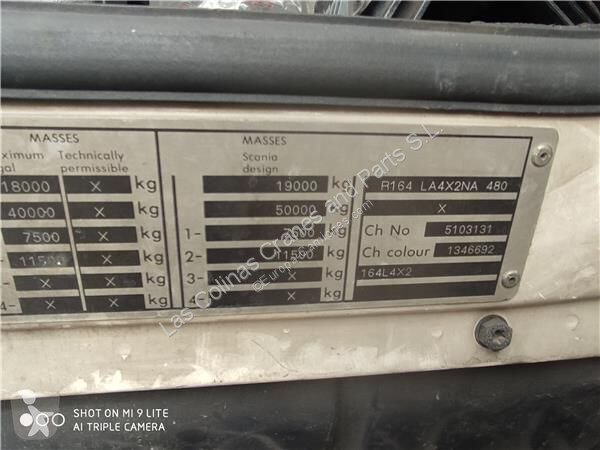 MASSES
MASSES
Technically
permissible
Scania
design
18000 X kg
19000 kg
R164 LA4X2NA 480
40000 X kg
50000 kg
X
7500 X kg
1- kg
Ch No 5103131
11500 X kg
2- 11500 kg
Ch colour 1346692
X X kg
3- X kg
164L4X2
4- X X kg
4- X kg
Las Colinas Cranes and Parts S.L.
SHOT ON MI 9 LITE
AI TRIPLE CAMERA